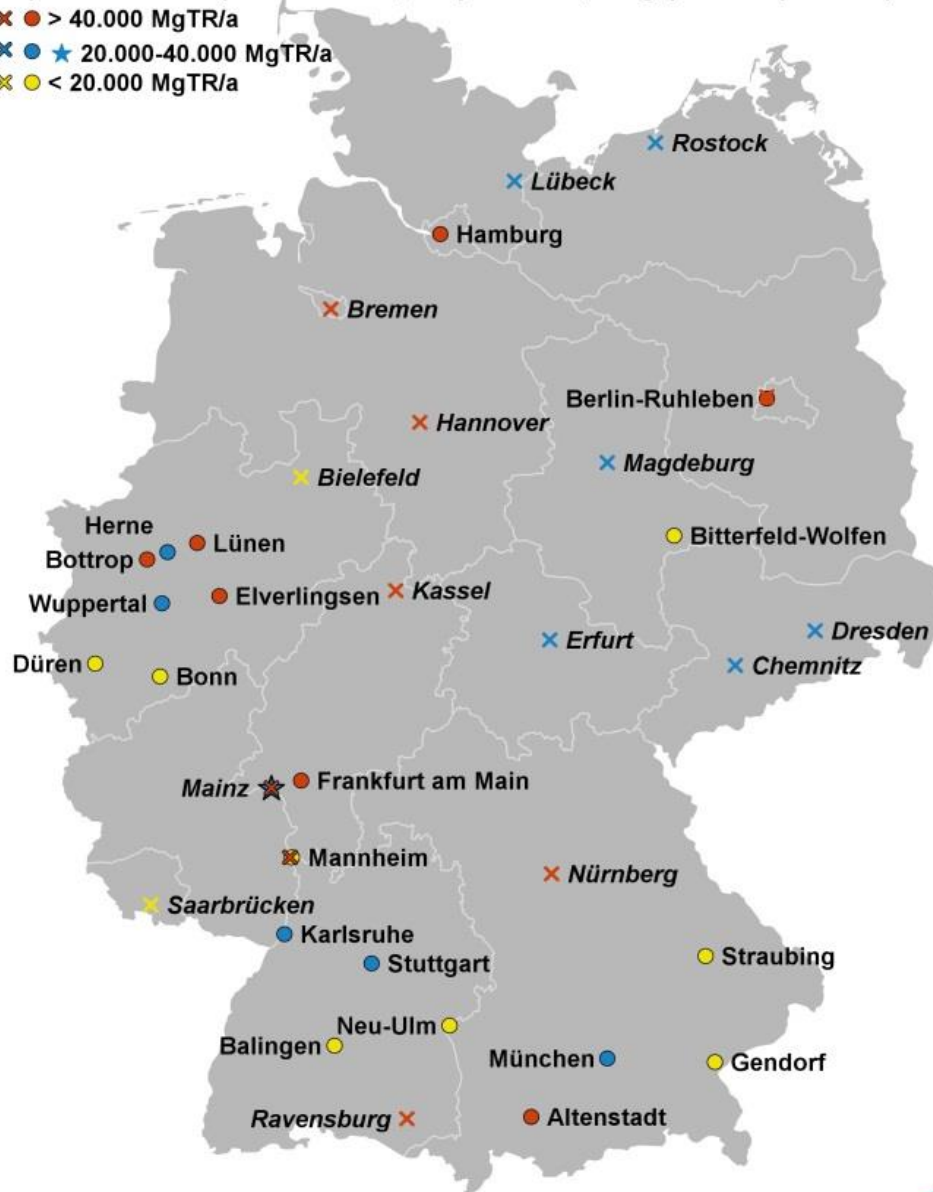 > 40.000 MgTR/a
20.000-40.000 MgTR/a
< 20.000 MgTR/a
Rostock
Lübeck
Hamburg
Bremen
Berlin-Ruhleben
Hannover
Magdeburg
Bielefeld
Herne
Lünen
Bitterfeld-Wolfen
Bottrop
Kassel
Elverlingsen
Wuppertal
Dresden
Erfurt
Düren
Chemnitz
Bonn
Frankfurt am Main
Mainz
Mannheim
Nürnberg
Saarbrücken
Karlsruhe
Straubing
Stuttgart
Neu-Ulm
Balingen
München
Gendorf
Ravensburg
Altenstadt